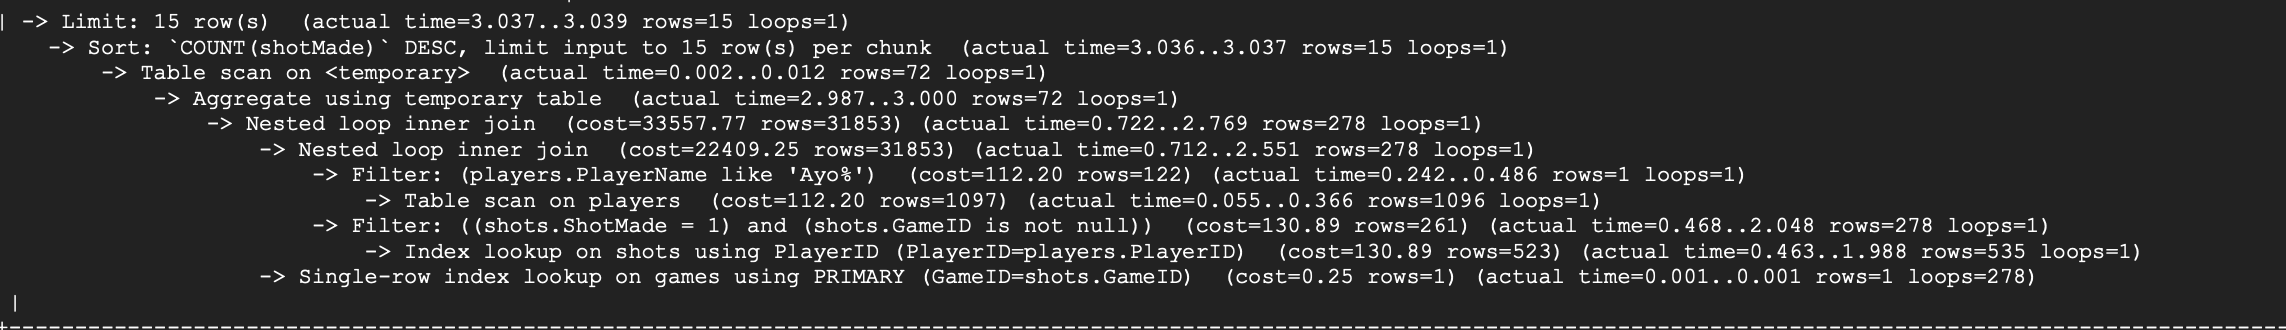 | -> Limit: 15 row(s)  (actual time=3.037..3.039 rows=15 loops=1)
    -> Sort: `COUNT(shotMade)` DESC, limit input to 15 row(s) per chunk  (actual time=3.036..3.037 rows=15 loops=1)
        -> Table scan on <temporary>  (actual time=0.002..0.012 rows=72 loops=1)
            -> Aggregate using temporary table  (actual time=2.987..3.000 rows=72 loops=1)
                -> Nested loop inner join  (cost=33557.77 rows=31853) (actual time=0.722..2.769 rows=278 loops=1)
                    -> Nested loop inner join  (cost=22409.25 rows=31853) (actual time=0.712..2.551 rows=278 loops=1)
                        -> Filter: (players.PlayerName like 'Ayo%')  (cost=112.20 rows=122) (actual time=0.242..0.486 rows=1 loops=1)
                            -> Table scan on players  (cost=112.20 rows=1097) (actual time=0.055..0.366 rows=1096 loops=1)
                        -> Filter: ((shots.ShotMade = 1) and (shots.GameID is not null))  (cost=130.89 rows=261) (actual time=0.468..2.048 rows=278 loops=1)
                            -> Index lookup on shots using PlayerID (PlayerID=players.PlayerID)  (cost=130.89 rows=523) (actual time=0.463..1.988 rows=535 loops=1)
                    -> Single-row index lookup on games using PRIMARY (GameID=shots.GameID)  (cost=0.25 rows=1) (actual time=0.001..0.001 rows=1 loops=278)
 |